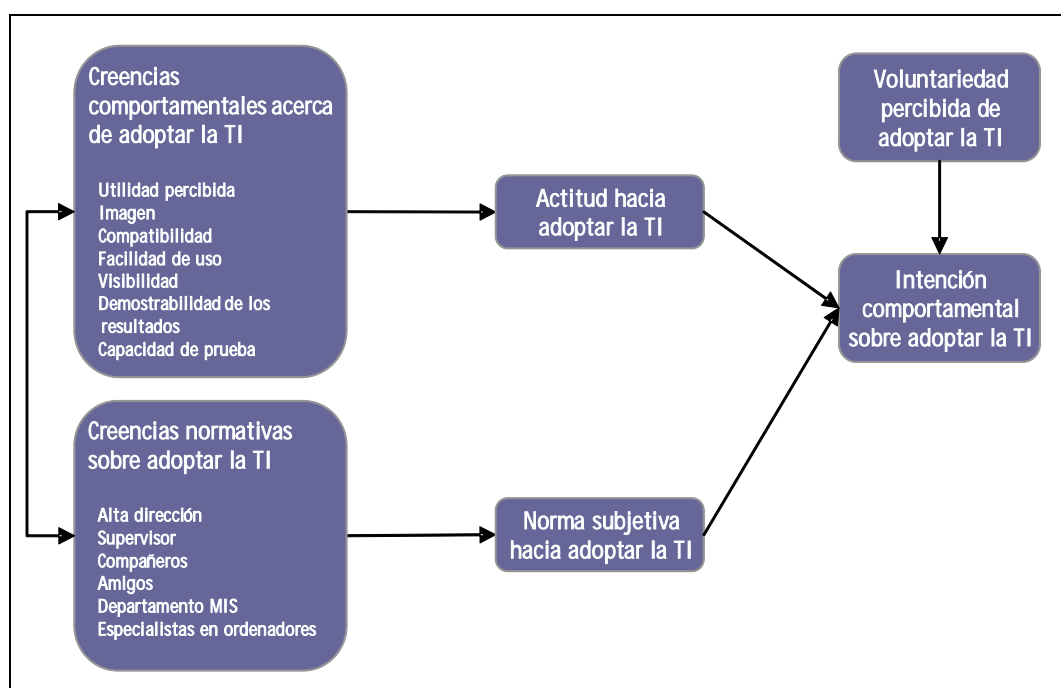 Creencias
comportamentales acerca
de adoptar la TI
Utilidad percibida
Imagen
Compatibilidad
Facilidad de uso
Visibilidad
Demostrabilidad de los
resultados
Capacidad de prueba
Creencias normativas
sobre adoptar la TI
Alta dirección
Supervisor
Compañeros
Amigos
Departamento MIS
Especialistas en ordenadores
Actitud hacia
adoptar la TI
Norma subjetiva
hacia adoptar la TI
Voluntariedad
percibida de
adoptar la TI
Intención
comportamental
sobre adoptar la TI